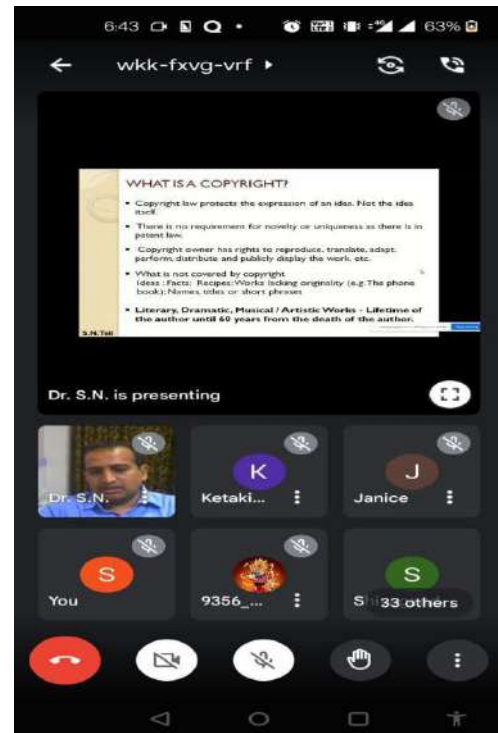 6:43 63%
wkk-fxvg-vrf
WHAT IS A COPYRIGHT?
• Copyright law protects the expression of an idea. Not the idea
itself.
• There is no requirement for novelty or uniqueness as there is in
patent law.
• Copyright owner has rights to reproduce, translate, adapt,
perform, distribute and publicly display the work, etc.
• What is not covered by copyright
Ideas ; Facts; Recipes; Works lacking originality (e.g. The phone
book); Names, titles or short phrases
• Literary, Dramatic, Musical / Artistic Works - Lifetime of
the author until 60 years from the death of the author.
S.N. Teli
Dr. S.N. is presenting
Dr. S.N.
K
Ketaki...
J
Janice
S
You
9356_...
S
33 others